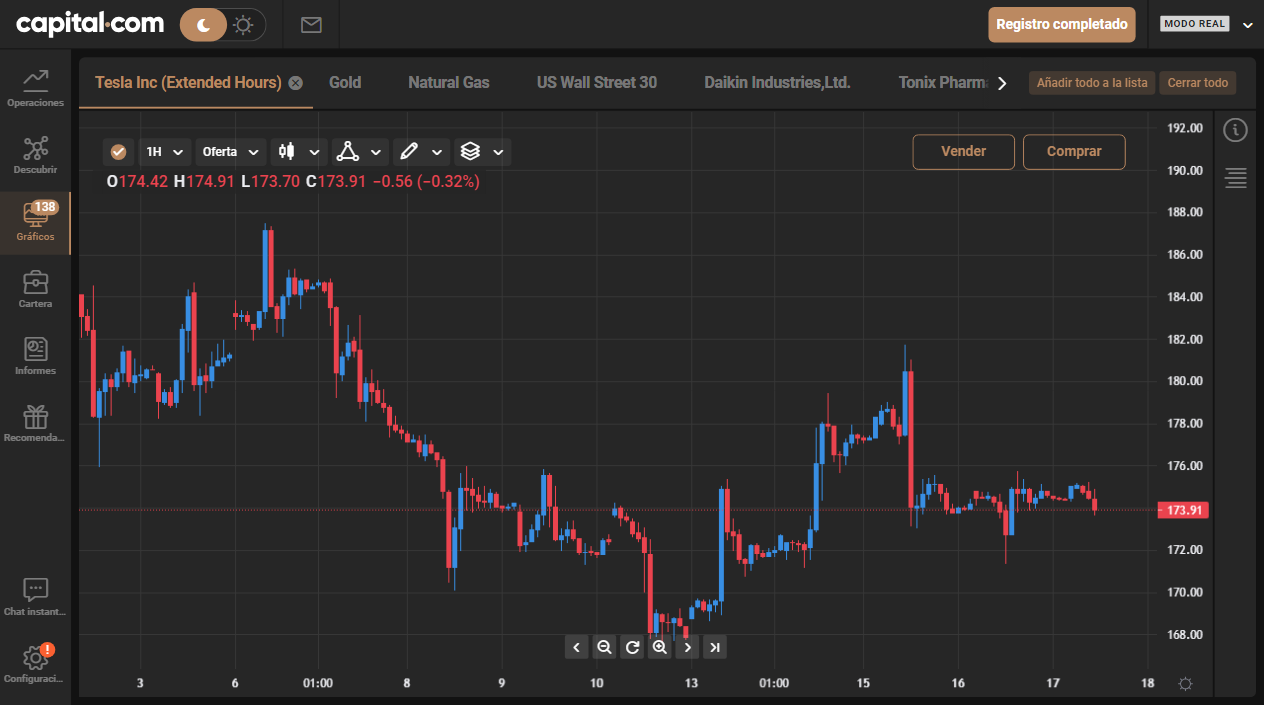 capital.com
Registro completado
MODO REAL
Operaciones
Descubrir
138
Gráficos
Cartera
Informes
Recomenda...
Chat instant...
!
Configuraci...
Tesla Inc (Extended Hours)
Gold
Natural Gas
US Wall Street 30
Daikin Industries,Ltd.
Tonix Pharm
Añadir todo a la lista
Cerrar todo
1H
Oferta
Vender
Comprar
O174.42 H174.91 L173.70 C173.91 −0.56 (−0.32%)
192.00
190.00
188.00
186.00
184.00
182.00
180.00
178.00
176.00
173.91
172.00
170.00
168.00
3
6
01:00
8
9
10
13
01:00
15
16
17
18